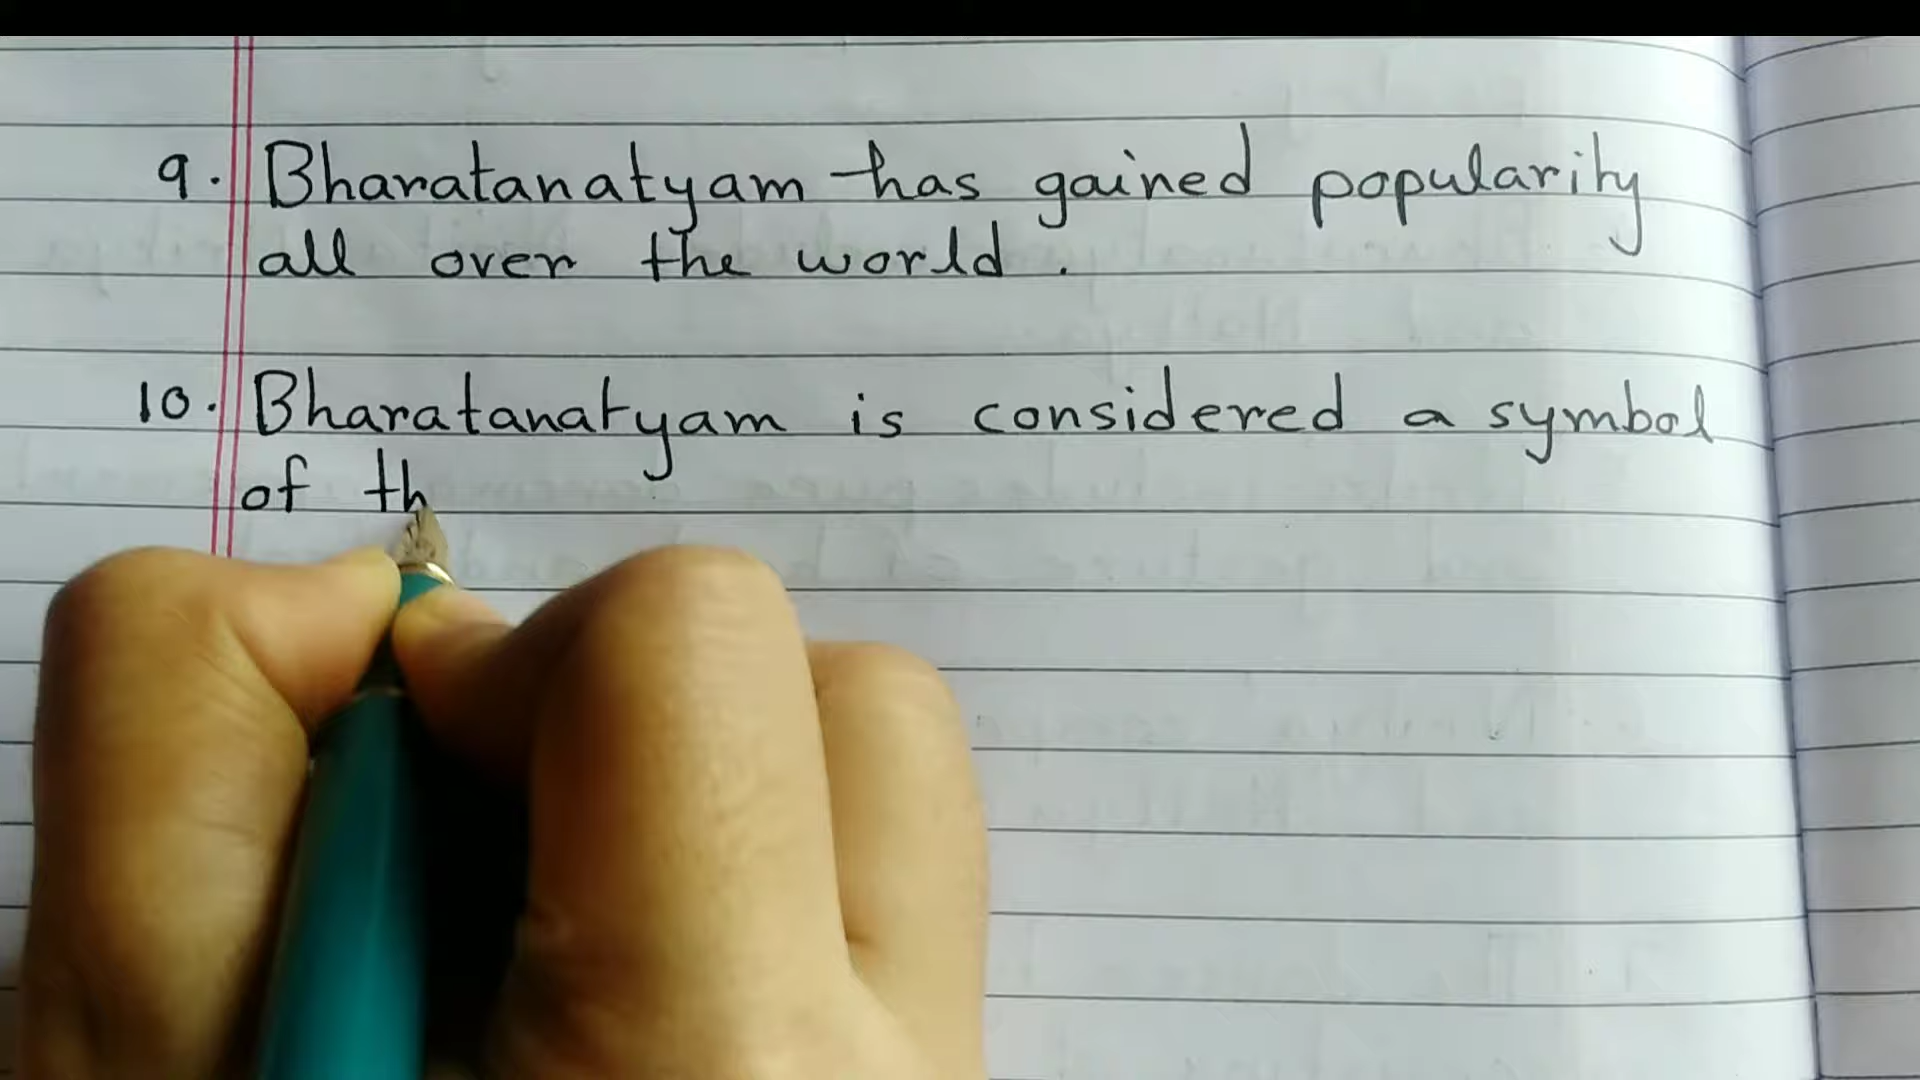 9. Bharatanatyam has gained popularity
all over the world.
10. Bharatanatyam is considered a symbol
of th